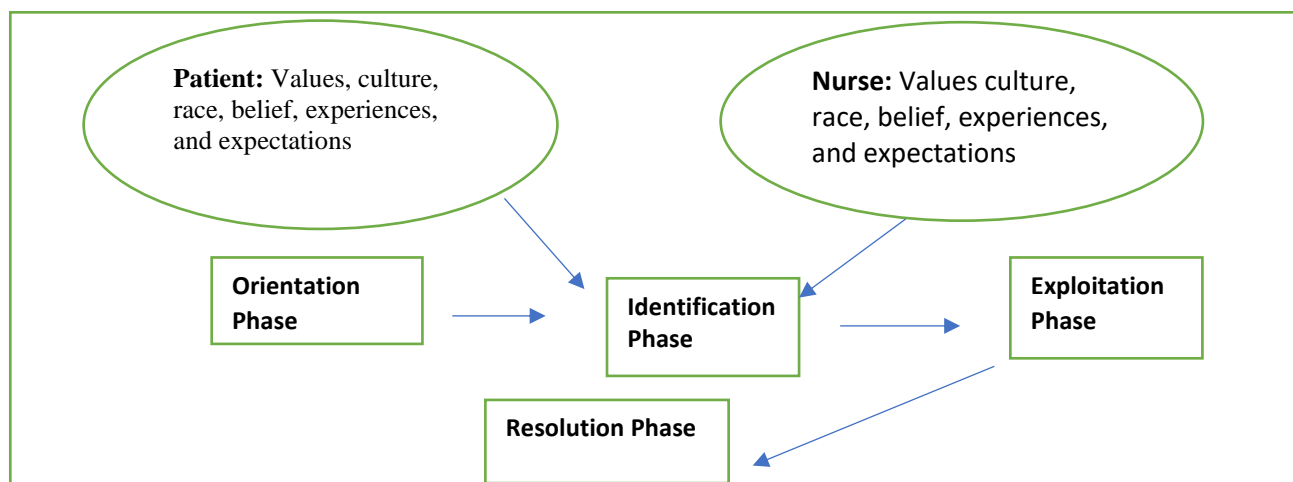 Patient: Values, culture,
race, belief, experiences,
and expectations
Nurse: Values culture,
race, belief, experiences,
and expectations
Orientation
Phase
Identification
Phase
Exploitation
Phase
Resolution Phase